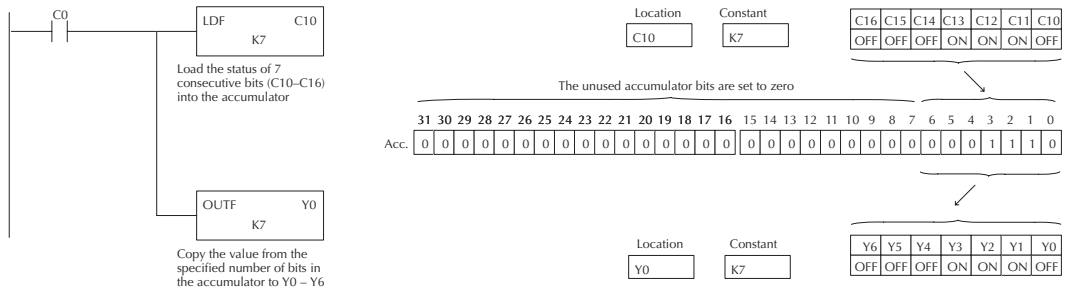 C0
LDF C10
K7
Load the status of 7
consecutive bits (C10–C16)
into the accumulator
OUTF Y0
K7
Copy the value from the
specified number of bits in
the accumulator to Y0 – Y6
Location Constant
C10 K7
C16 C15 C14 C13 C12 C11 C10
OFF OFF OFF ON ON ON OFF
The unused accumulator bits are set to zero
31 30 29 28 27 26 25 24 23 22 21 20 19 18 17 16 15 14 13 12 11 10 9 8 7 6 5 4 3 2 1 0
Acc. 0 0 0 0 0 0 0 0 0 0 0 0 0 0 0 0 0 0 0 0 0 0 0 0 0 0 0 0 1 1 1 0
Location Constant
Y0 K7
Y6 Y5 Y4 Y3 Y2 Y1 Y0
OFF OFF OFF ON ON ON OFF